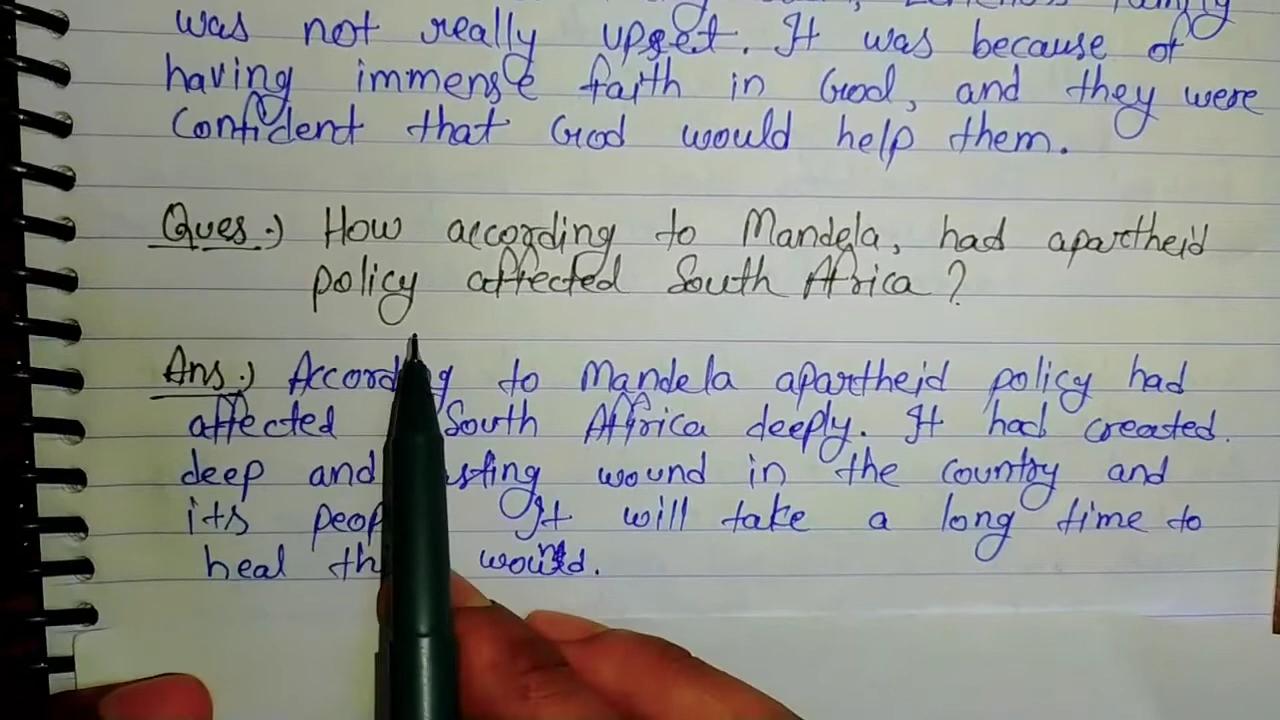 was not really upset. It was because of
having immense faith in God, and they were
Confident that God would help them.
Ques.) How according to Mandela, had apartheid
policy affected South Africa?
Ans.) According to Mandela apartheid policy had
affected South Africa deeply. It had created.
deep and wound in the country and
its It will take a long time to
heal wound.